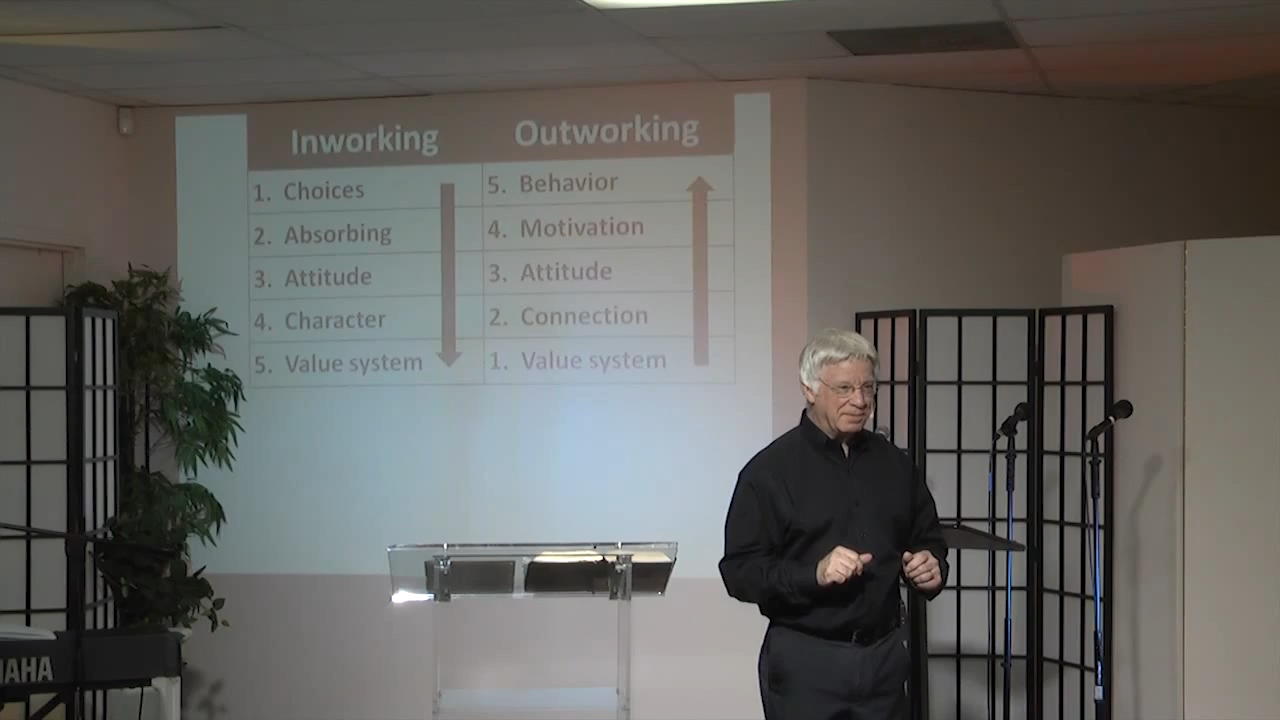 Inworking Outworking
1. Choices 5. Behavior
2. Absorbing 4. Motivation
3. Attitude 3. Attitude
4. Character 2. Connection
5. Value system 1. Value system
AHA